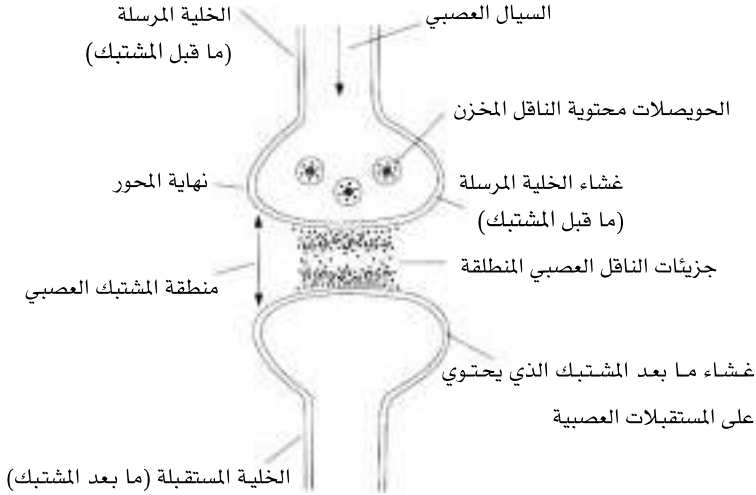 الخلية المرسلة
(ما قبل المشتبك)
السيال العصبي
الحويصلات محتوية الناقل المخزن
نهاية المحور
غشاء الخلية المرسلة
(ما قبل المشتبك)
جزيئات الناقل العصبي المنطلقة
منطقة المشتبك العصبي
غشاء ما بعد المشتبك الذي يحتوي
على المستقبلات العصبية
الخلية المستقبلة (ما بعد المشتبك)